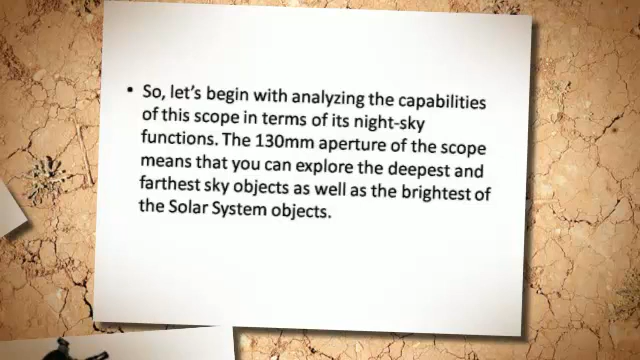 • So, let's begin with analyzing the capabilities
of this scope in terms of its night-sky
functions. The 130mm aperture of the scope
means that you can explore the deepest and
farthest sky objects as well as the brightest of
the Solar System objects.